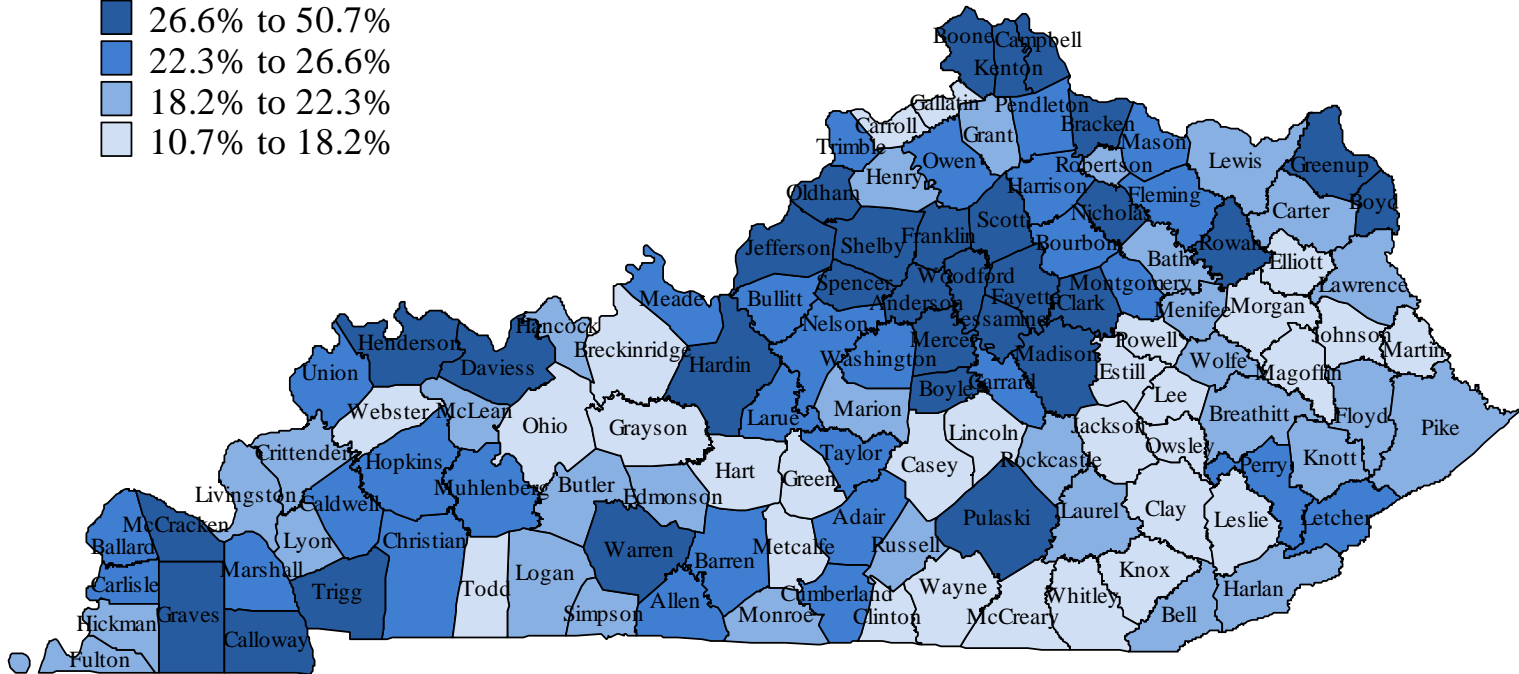 26.6% to 50.7%
22.3% to 26.6%
18.2% to 22.3%
10.7% to 18.2%
Boone
Campbell
Kenton
Gallatin
Pendleton
Carroll
Grant
Bracken
Trimble
Mason
Owen
Robertson
Lewis
Greenup
Henry
Harrison
Oldham
Fleming
Boyd
Nicholas
Carter
Scott
Franklin
Jefferson
Shelby
Bourbon
Rowan
Bath
Elliott
Woodford
Spencer
Montgomery
Lawrence
Meade
Bullitt
Anderson
Fayette
Clark
Menifee
Morgan
Hancock
Nelson
Jessamine
Henderson
Mercer
Powell
Johnson
Breckinridge
Washington
Madison
Martin
Hardin
Daviess
Wolfe
Union
Estill
Magoffin
Boyle
Garrard
Lee
Webster
McLean
Larue
Marion
Breathitt
Floyd
Ohio
Grayson
Lincoln
Jackson
Pike
Crittenden
Owsley
Taylor
Rockcastle
Hopkins
Casey
Perry
Knott
Hart
Green
Muhlenberg
Butler
Livingston
Edmonson
Caldwell
Clay
Laurel
Pulaski
Adair
Leslie
Letcher
McCracken
Lyon
Christian
Ballard
Warren
Metcalfe
Russell
Barren
Marshall
Knox
Logan
Carlisle
Trigg
Todd
Wayne
Harlan
Cumberland
Whitley
Allen
Graves
Simpson
Monroe
Clinton
McCreary
Bell
Hickman
Calloway
Fulton